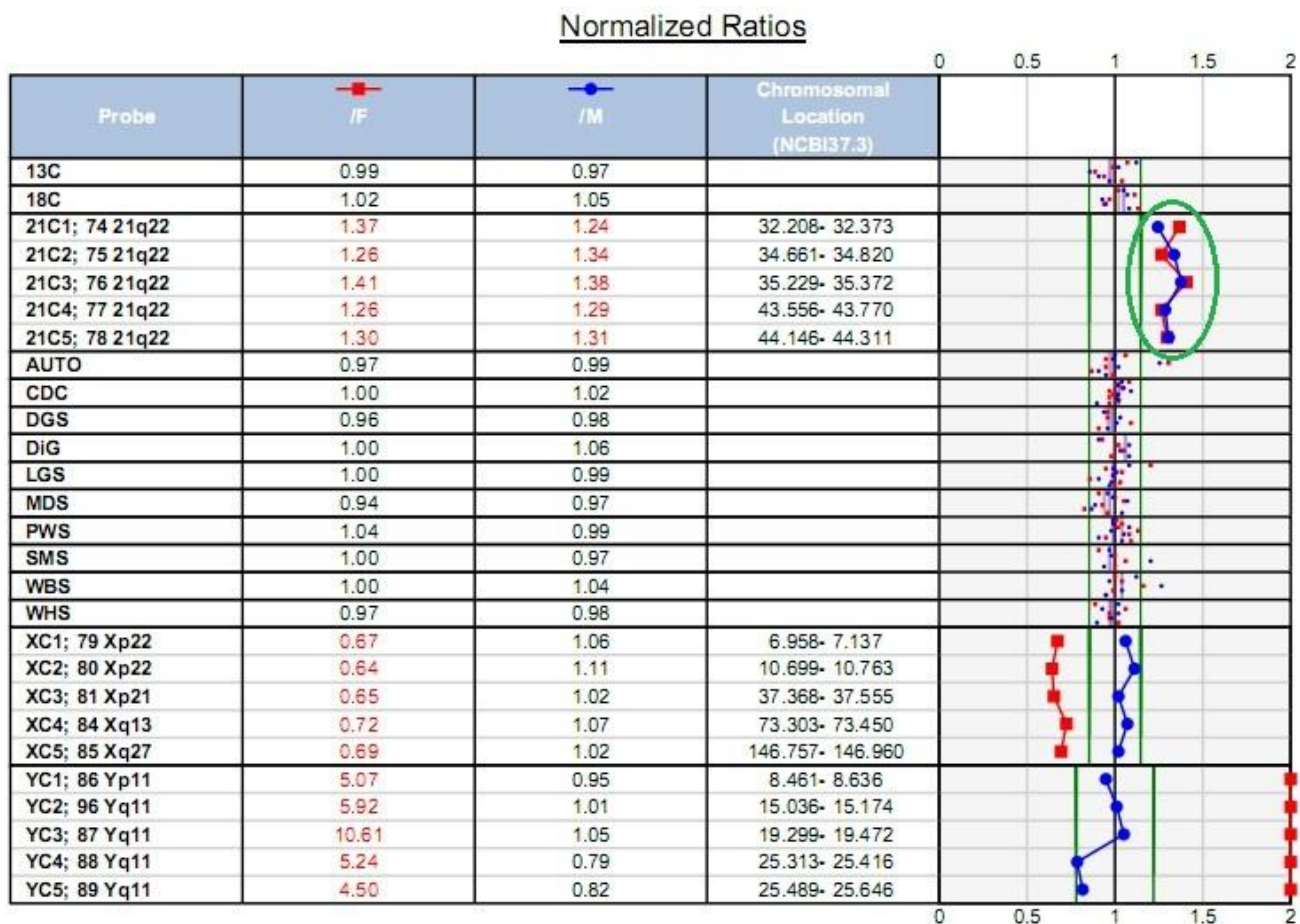 Normalized Ratios
0 0.5 1 1.5 2
Probe /F /M Chromosomal Location (NCBI37.3)
13C 0.99 0.97
18C 1.02 1.05
21C1; 74 21q22 1.37 1.24 32.208- 32.373
21C2; 75 21q22 1.26 1.34 34.661- 34.820
21C3; 76 21q22 1.41 1.38 35.229- 35.372
21C4; 77 21q22 1.26 1.29 43.556- 43.770
21C5; 78 21q22 1.30 1.31 44.146- 44.311
AUTO 0.97 0.99
CDC 1.00 1.02
DGS 0.96 0.98
DiG 1.00 1.06
LGS 1.00 0.99
MDS 0.94 0.97
PWS 1.04 0.99
SMS 1.00 0.97
WBS 1.00 1.04
WHS 0.97 0.98
XC1; 79 Xp22 0.67 1.06 6.958- 7.137
XC2; 80 Xp22 0.64 1.11 10.699- 10.763
XC3; 81 Xp21 0.65 1.02 37.368- 37.555
XC4; 84 Xq13 0.72 1.07 73.303- 73.450
XC5; 85 Xq27 0.69 1.02 146.757- 146.960
YC1; 86 Yp11 5.07 0.95 8.461- 8.636
YC2; 96 Yq11 5.92 1.01 15.036- 15.174
YC3; 87 Yq11 10.61 1.05 19.299- 19.472
YC4; 88 Yq11 5.24 0.79 25.313- 25.416
YC5; 89 Yq11 4.50 0.82 25.489- 25.646
0 0.5 1 1.5 2